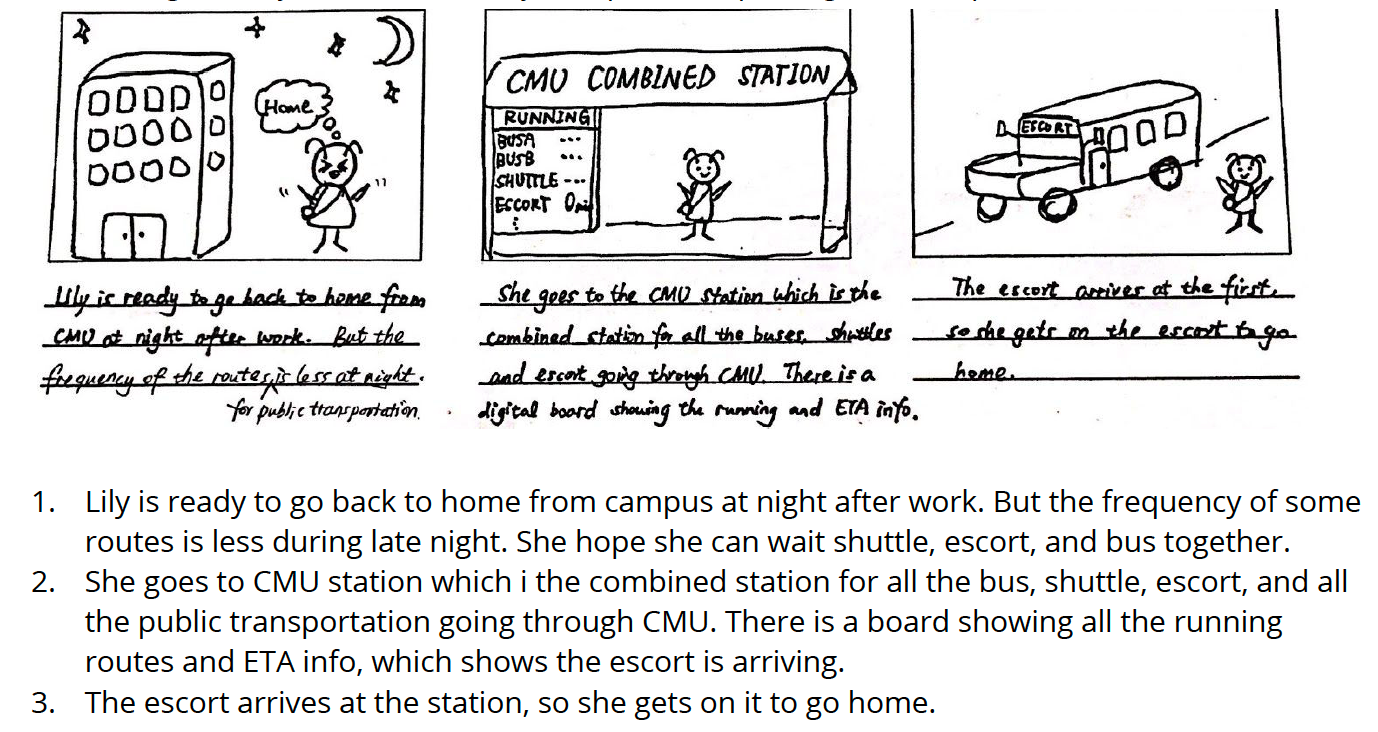 Home
CMU COMBINED STATION
RUNNING
BUSA ---
BUSB ---
SHUTTLE ---
ESCORT 0min
ESCORT
Lily is ready to go back to home from
CMU at night after work. But the
frequency of the routes is less at night.
for public transportation.
She goes to the CMU station which is the
combined station for all the buses, shuttles
and escort going through CMU. There is a
digital board showing the running and ETA info.
The escort arrives at the first,
so she gets on the escort to go
home.
1. Lily is ready to go back to home from campus at night after work. But the frequency of some
routes is less during late night. She hope she can wait shuttle, escort, and bus together.
2. She goes to CMU station which i the combined station for all the bus, shuttle, escort, and all
the public transportation going through CMU. There is a board showing all the running
routes and ETA info, which shows the escort is arriving.
3. The escort arrives at the station, so she gets on it to go home.